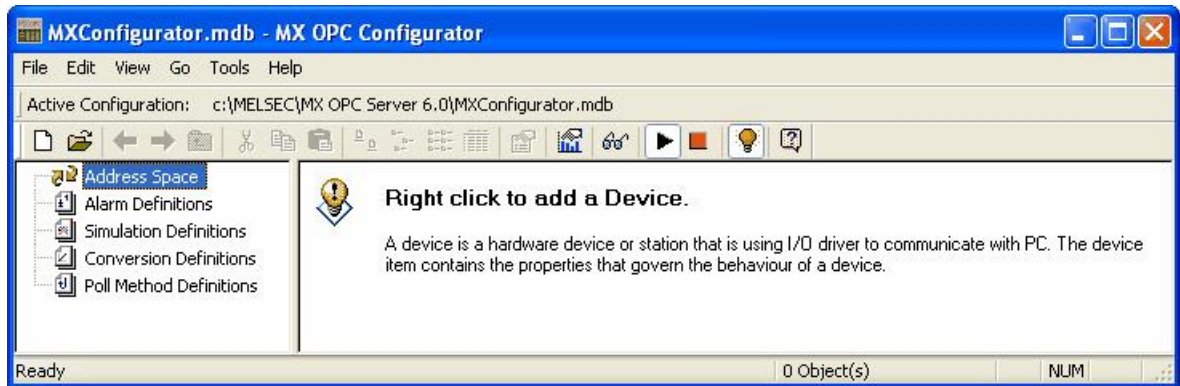 MXConfigurator.mdb - MX OPC Configurator
File Edit View Go Tools Help
Active Configuration: c:\MELSEC\MX OPC Server 6.0\MXConfigurator.mdb
Address Space
Alarm Definitions
Simulation Definitions
Conversion Definitions
Poll Method Definitions
Right click to add a Device.
A device is a hardware device or station that is using I/O driver to communicate with PC. The device
item contains the properties that govern the behaviour of a device.
Ready 0 Object(s) NUM